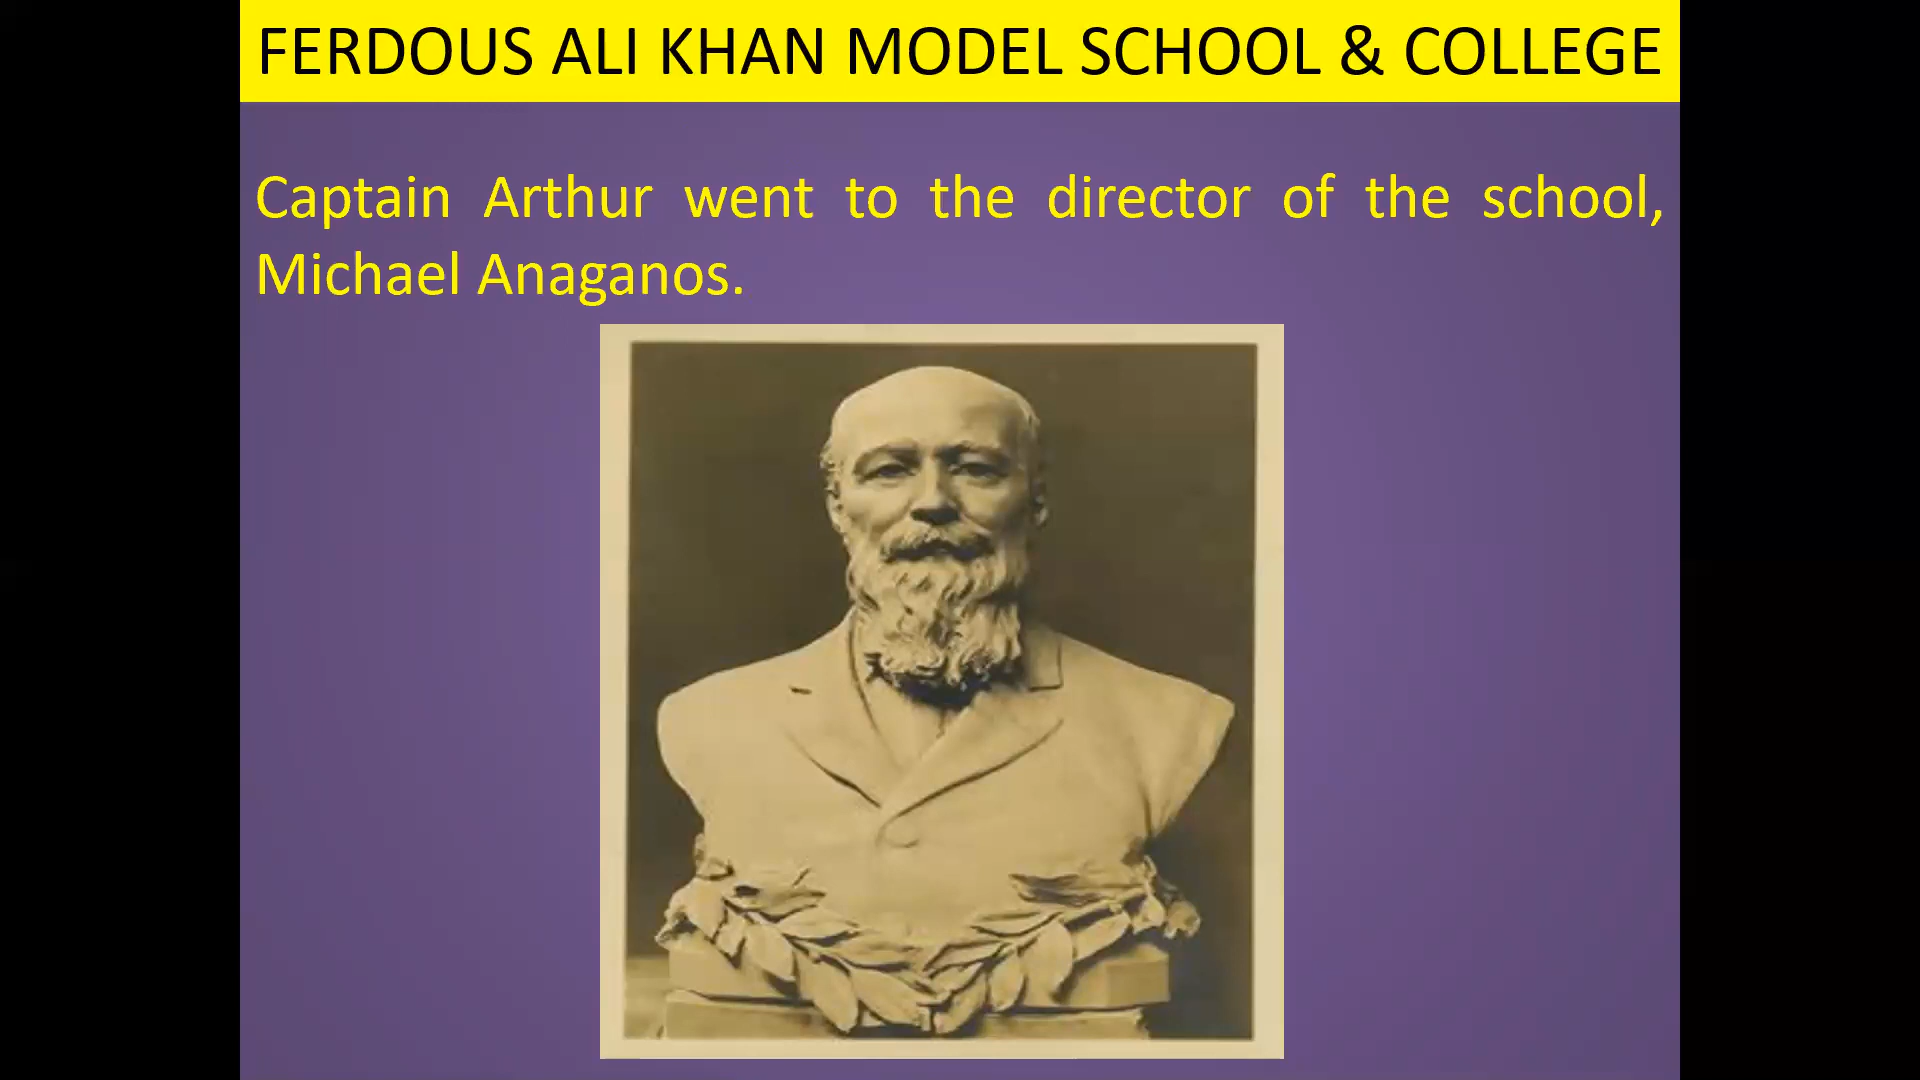 FERDOUS ALI KHAN MODEL SCHOOL & COLLEGE
Captain Arthur went to the director of the school,
Michael Anaganos.